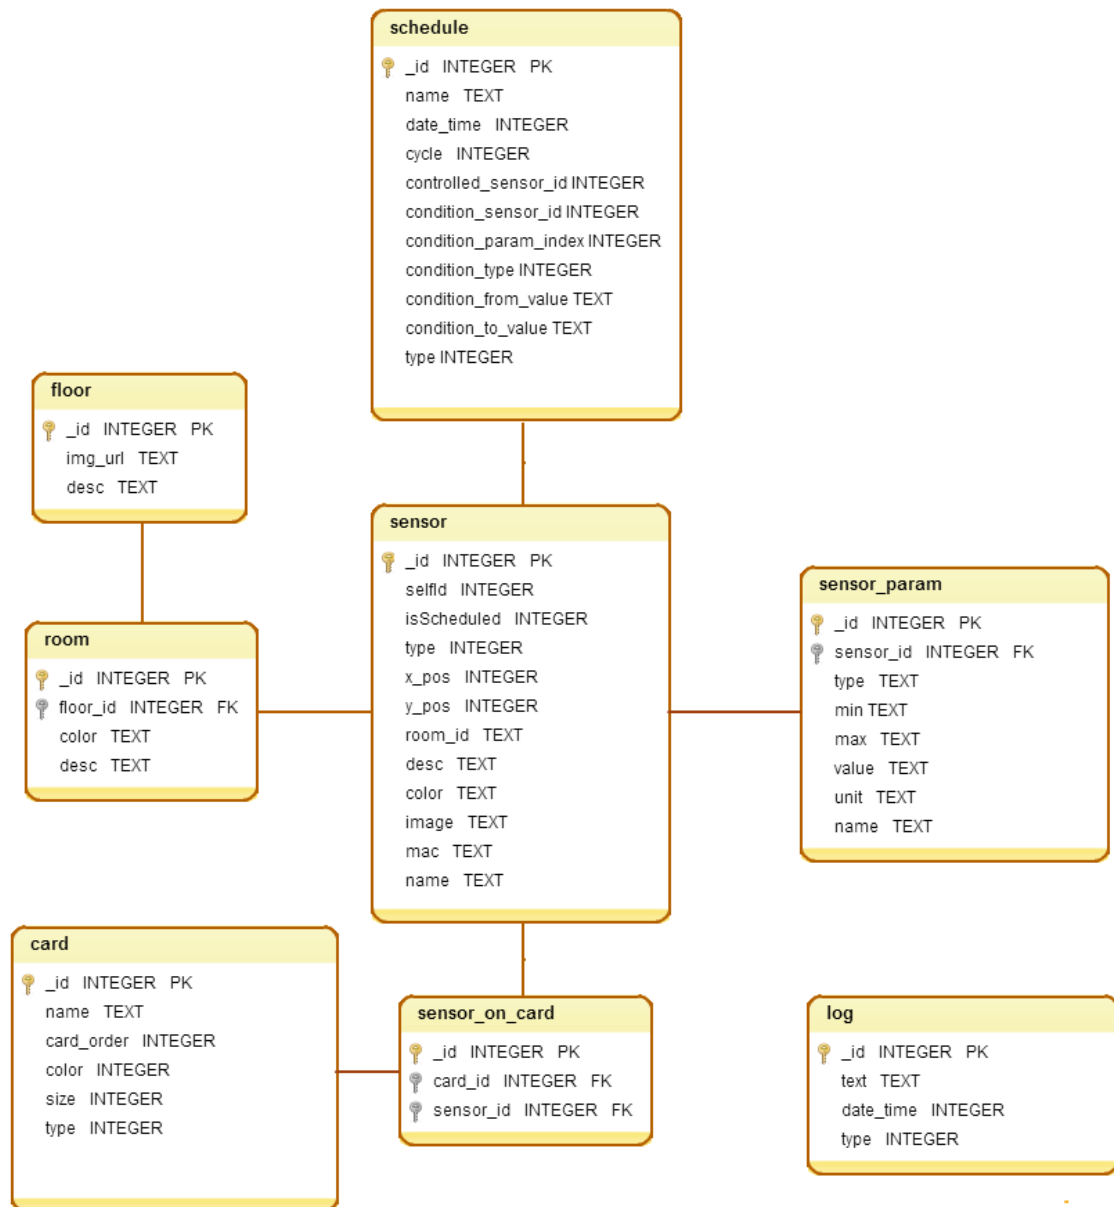 schedule
_id INTEGER PK
name TEXT
date_time INTEGER
cycle INTEGER
controlled_sensor_id INTEGER
condition_sensor_id INTEGER
condition_param_index INTEGER
condition_type INTEGER
condition_from_value TEXT
condition_to_value TEXT
type INTEGER
floor
_id INTEGER PK
img_url TEXT
desc TEXT
room
_id INTEGER PK
floor_id INTEGER FK
color TEXT
desc TEXT
sensor
_id INTEGER PK
selfId INTEGER
isScheduled INTEGER
type INTEGER
x_pos INTEGER
y_pos INTEGER
room_id TEXT
desc TEXT
color TEXT
image TEXT
mac TEXT
name TEXT
sensor_param
_id INTEGER PK
sensor_id INTEGER FK
type TEXT
min TEXT
max TEXT
value TEXT
unit TEXT
name TEXT
card
_id INTEGER PK
name TEXT
card_order INTEGER
color INTEGER
size INTEGER
type INTEGER
sensor_on_card
_id INTEGER PK
card_id INTEGER FK
sensor_id INTEGER FK
log
_id INTEGER PK
text TEXT
date_time INTEGER
type INTEGER